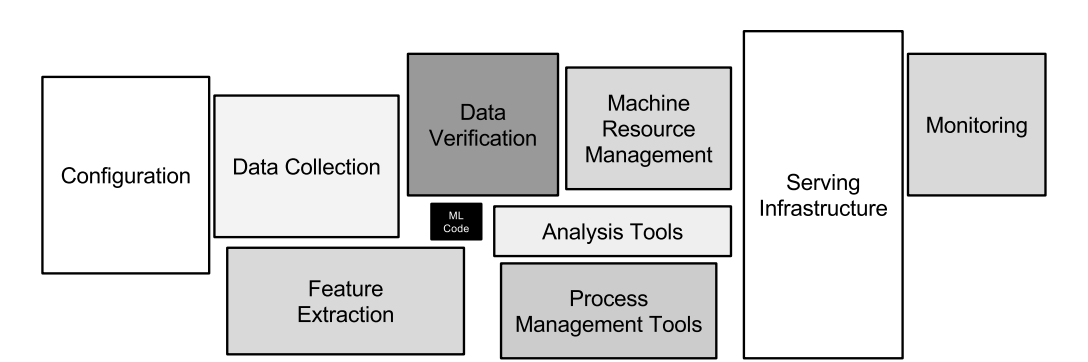 Configuration
Data Collection
Data
Verification
Machine
Resource
Management
Monitoring
Serving
Infrastructure
ML
Code
Analysis Tools
Feature
Extraction
Process
Management Tools